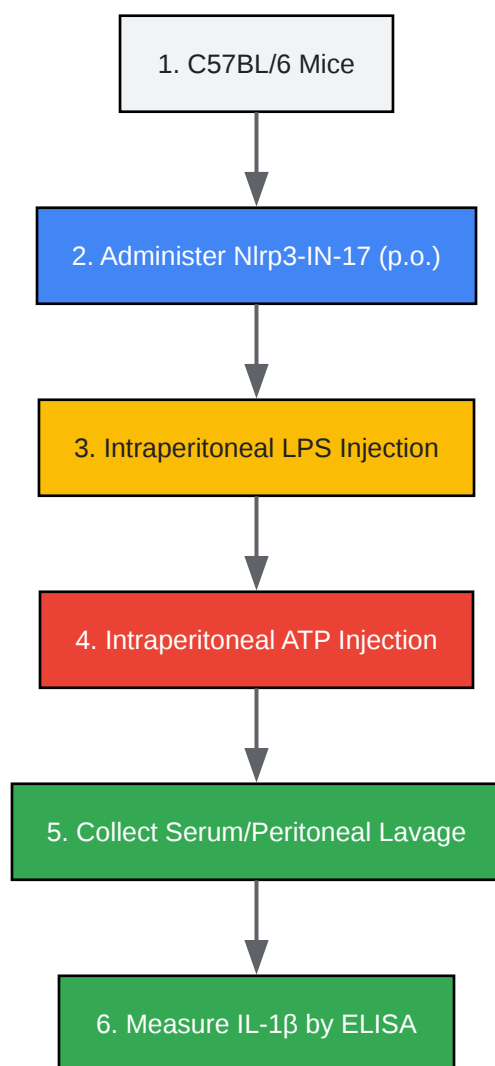 1. C57BL/6 Mice
2. Administer Nlrp3-IN-17 (p.o.)
3. Intraperitoneal LPS Injection
4. Intraperitoneal ATP Injection
5. Collect Serum/Peritoneal Lavage
6. Measure IL-1β by ELISA